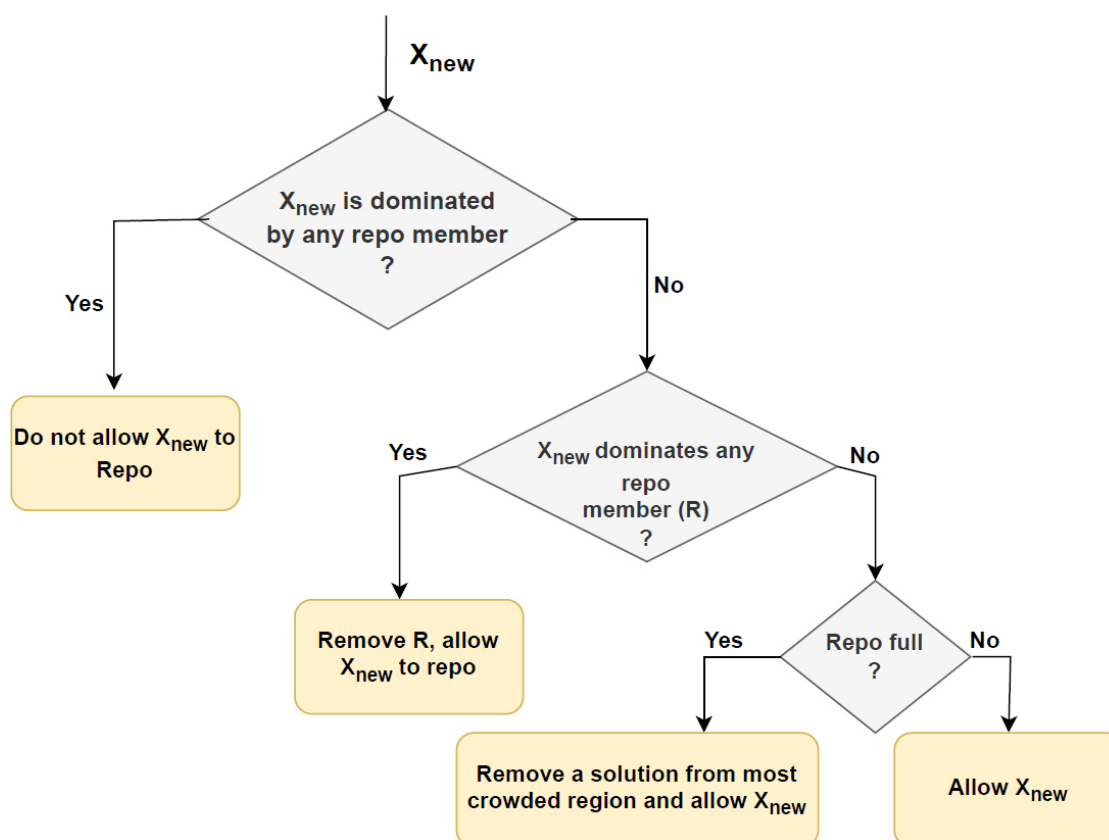 Xnew
Xnew is dominated
by any repo member
?
Yes
No
Do not allow Xnew to
Repo
Yes
Xnew dominates any
repo
member (R)
?
No
Remove R, allow
Xnew to repo
Yes
Repo full
?
No
Remove a solution from most
crowded region and allow Xnew
Allow Xnew